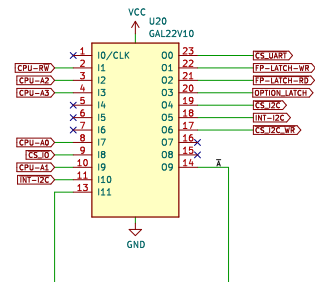 VCC
U20
GAL22V10
1 I0/CLK O0 23 CS_UART
CPU-RW 2 I1 O1 22 FP-LATCH-WR
CPU-A2 3 I2 O2 21 FP-LATCH-RD
CPU-A3 4 I3 O3 20 OPTION_LATCH
5 I4 O4 19 CS_I2C
6 I5 O5 18 INT-I2C
7 I6 O6 17 CS_I2C_WR
CPU-A0 8 I7 O7 16
CS_IO 9 I8 O8 15
CPU-A1 10 I9 O9 14 A
INT-I2C 11 I10
13 I11
GND